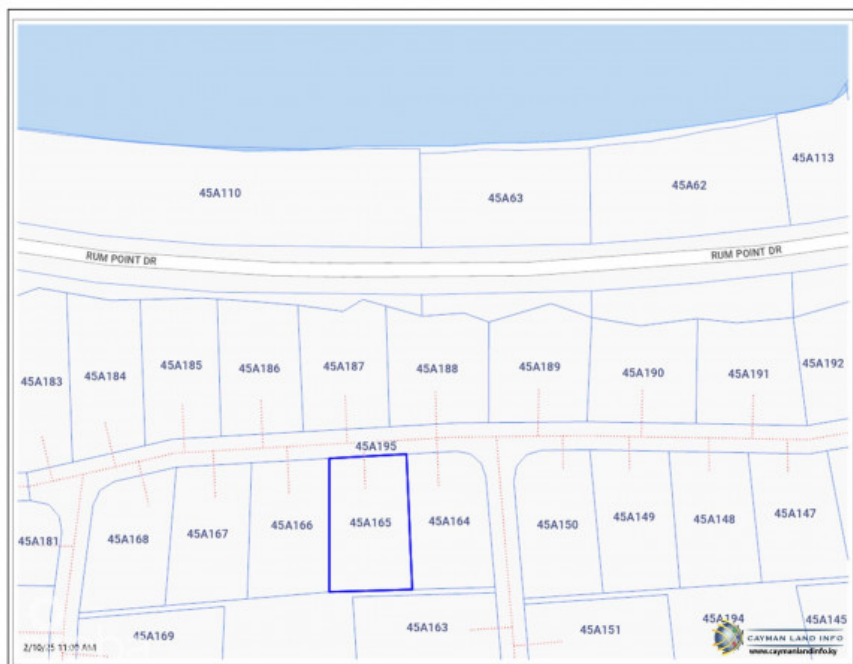 45A113
45A110
45A63
45A62
RUM POINT DR
RUM POINT DR
45A183
45A184
45A185
45A186
45A187
45A188
45A189
45A190
45A191
45A192
45A195
45A181
45A168
45A167
45A166
45A165
45A164
45A150
45A149
45A148
45A147
45A169
45A163
45A151
45A194
45A145
CAYMAN LAND INFO
www.caymanlandinfo.ky